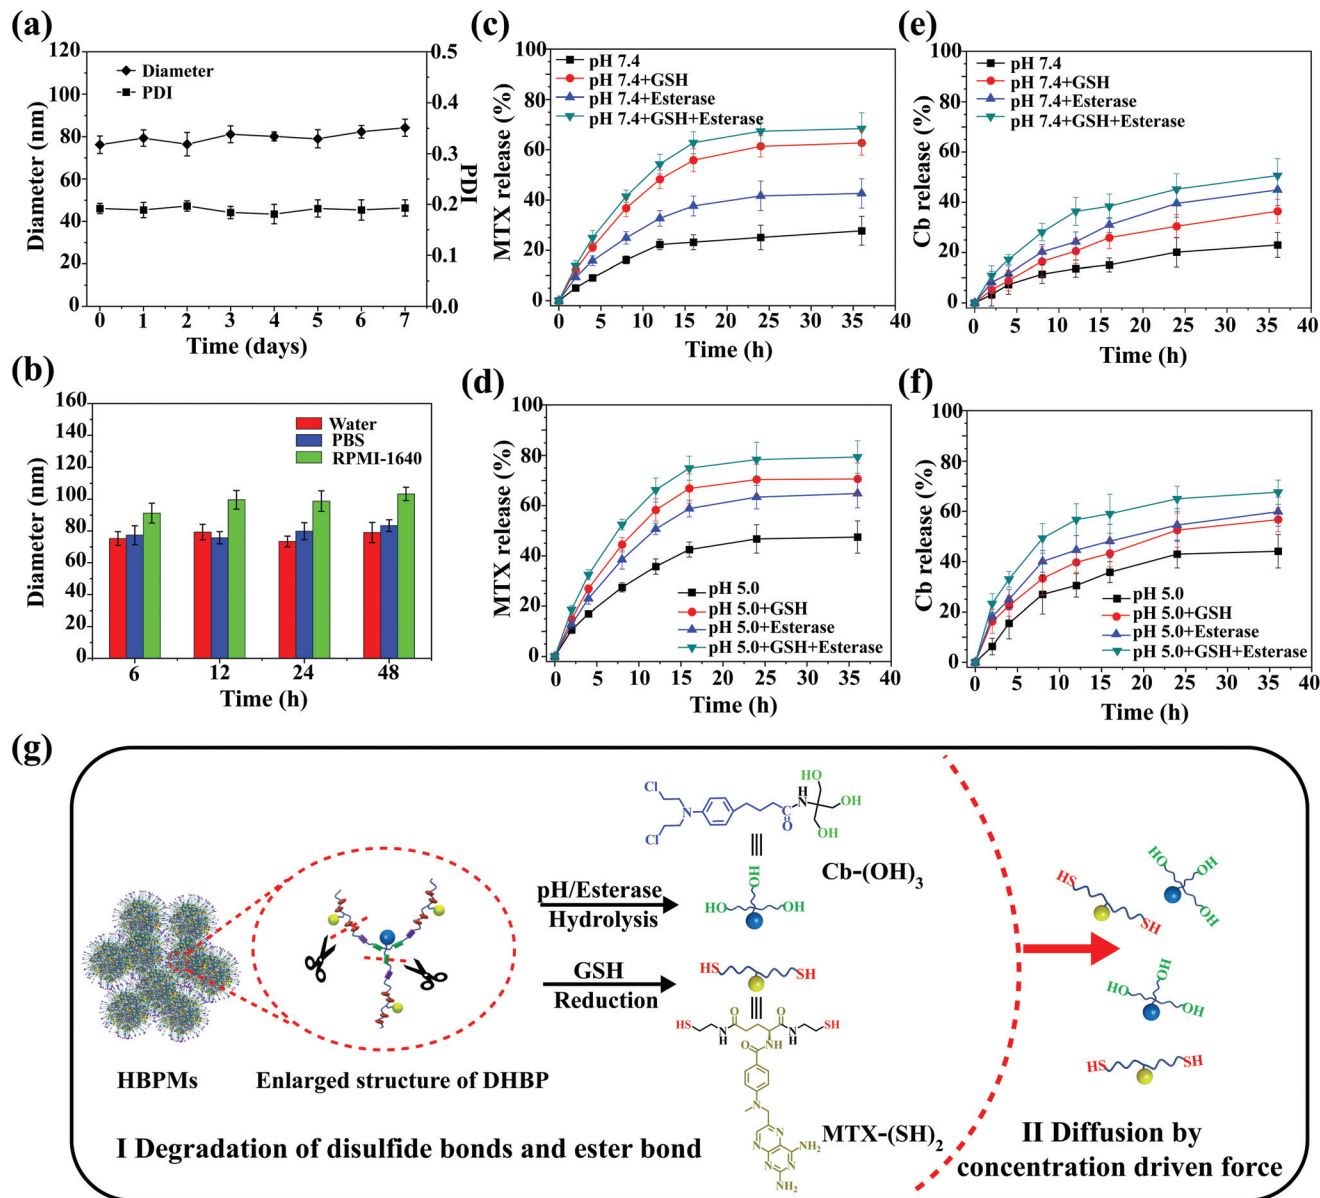 (a)
120
100
80
60
40
20
0
Diameter (nm)
Diameter
PDI
0.5
0.4
0.3
0.2
0.1
0.0
PDI
0 1 2 3 4 5 6 7
Time (days)
(b)
160
140
120
100
80
60
40
20
0
Diameter (nm)
Water
PBS
RPMI-1640
6 12 24 48
Time (h)
(c)
100
80
60
40
20
0
MTX release (%)
pH 7.4
pH 7.4+GSH
pH 7.4+Esterase
pH 7.4+GSH+Esterase
0 5 10 15 20 25 30 35 40
Time (h)
(d)
100
80
60
40
20
0
MTX release (%)
pH 5.0
pH 5.0+GSH
pH 5.0+Esterase
pH 5.0+GSH+Esterase
0 5 10 15 20 25 30 35 40
Time (h)
(e)
100
80
60
40
20
0
Cb release (%)
pH 7.4
pH 7.4+GSH
pH 7.4+Esterase
pH 7.4+GSH+Esterase
0 5 10 15 20 25 30 35 40
Time (h)
(f)
100
80
60
40
20
0
Cb release (%)
pH 5.0
pH 5.0+GSH
pH 5.0+Esterase
pH 5.0+GSH+Esterase
0 5 10 15 20 25 30 35 40
Time (h)
(g)
HBPMs
Enlarged structure of DHBP
pH/Esterase
Hydrolysis
GSH
Reduction
Cl
Cl
N
C
O
H
N
HO
OH
OH
Cb-(OH)3
HO
HO
OH
HS
SH
HS
N
H
O
O
N
H
SH
O
NH
N
N
N
N
N
NH2
NH2
MTX-(SH)2
I Degradation of disulfide bonds and ester bond
HS
SH
HO
OH
OH
HO
HO
OH
HS
SH
II Diffusion by
concentration driven force